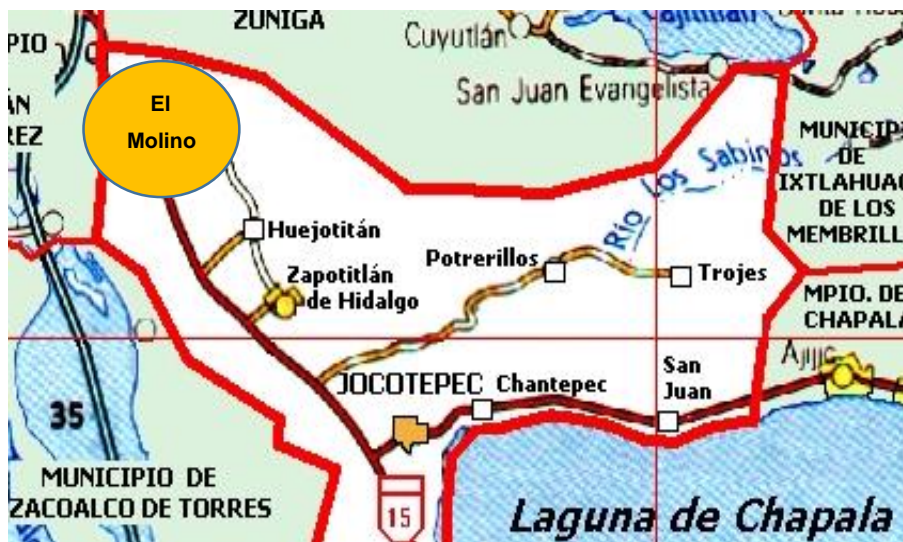 ZUÑIGA
PIO
Cuyutlán
San Juan Evangelista
El
Molino
ÁN
REZ
MUNICIPI
DE
IXTLAHUAC
DE LOS
MEMBRILL
Río Los Sabinos
Huejotitán
Potrerillos
Trojes
Zapotitlán
de Hidalgo
MPIO. DE
CHAPALA
Ajijic
JOCOTEPEC
Chantepec
San
Juan
35
MUNICIPIO DE
ZACOALCO DE TORRES
15
Laguna de Chapala